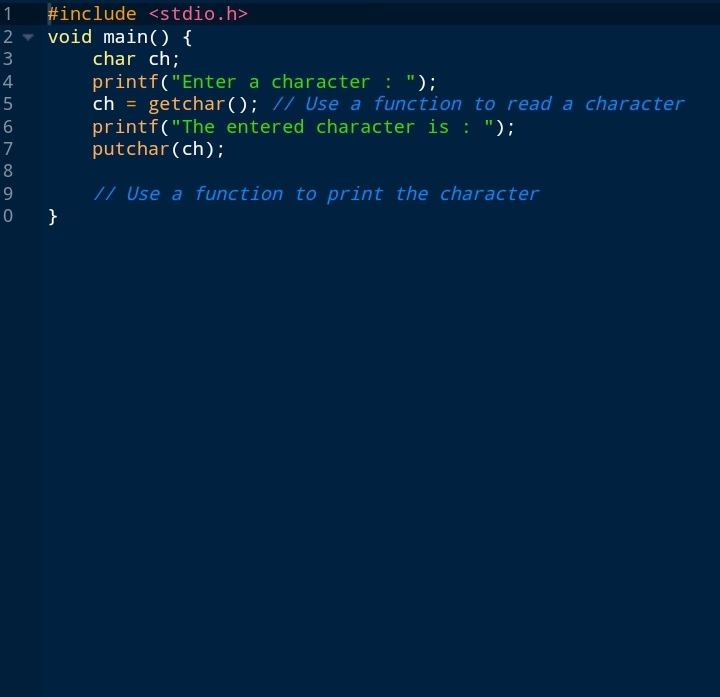 1 #include <stdio.h>
2 void main() {
3 char ch;
4 printf("Enter a character : ");
5 ch = getchar(); // Use a function to read a character
6 printf("The entered character is : ");
7 putchar(ch);
8
9 // Use a function to print the character
0 }